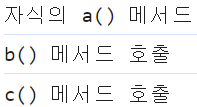 자식의 a() 메서드
b() 메서드 호출
c() 메서드 호출